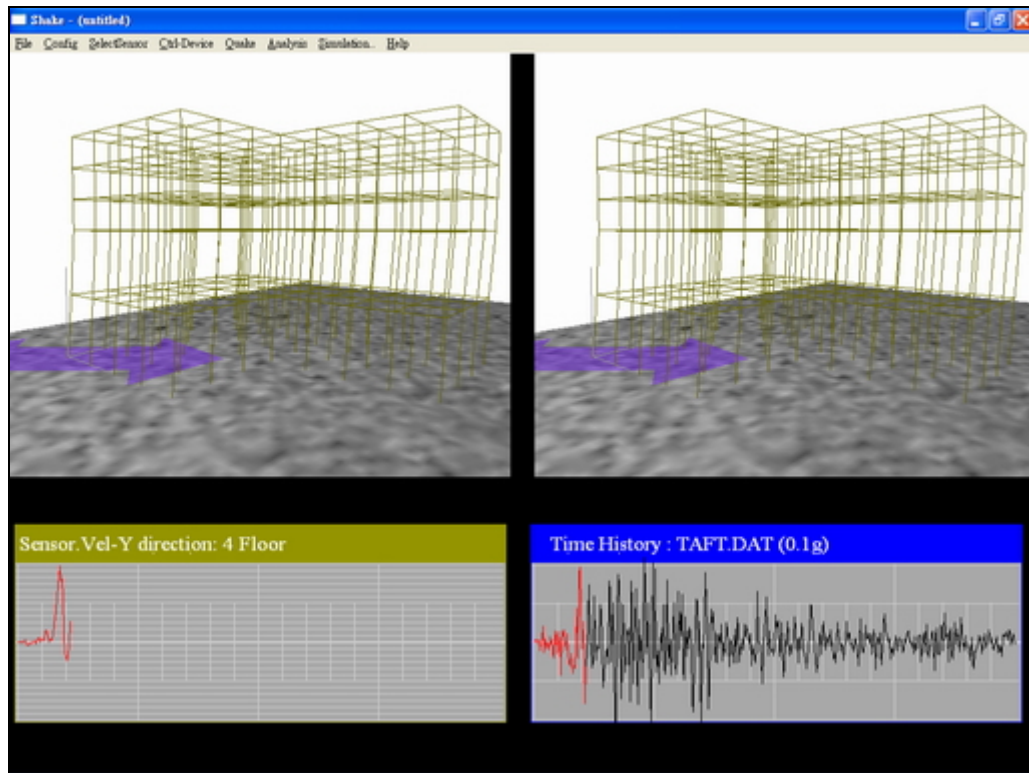 Shake - (untitled)
File Config SelectSensor Ctrl-Device Quake Analysis Simulation.. Help
Sensor.Vel-Y direction: 4 Floor
Time History : TAFT.DAT (0.1g)